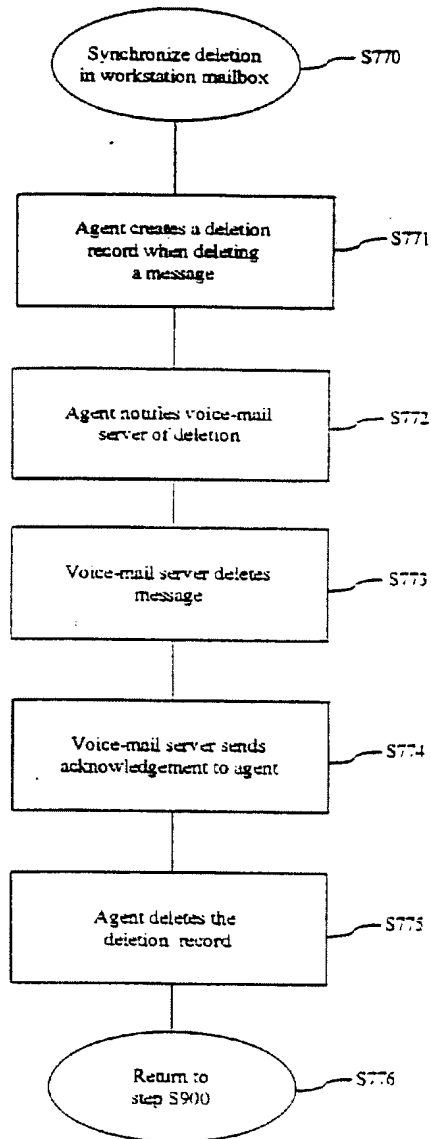 Synchronize deletion
in workstation mailbox
S770
Agent creates a deletion
record when deleting
a message
S771
Agent notifies voice-mail
server of deletion
S772
Voice-mail server deletes
message
S773
Voice-mail server sends
acknowledgement to agent
S774
Agent deletes the
deletion record
S775
Return to
step S900
S776